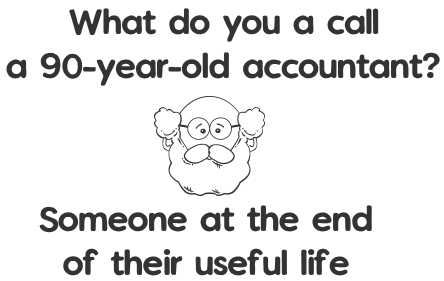 What do you a call
a 90-year-old accountant?
Someone at the end
of their useful life